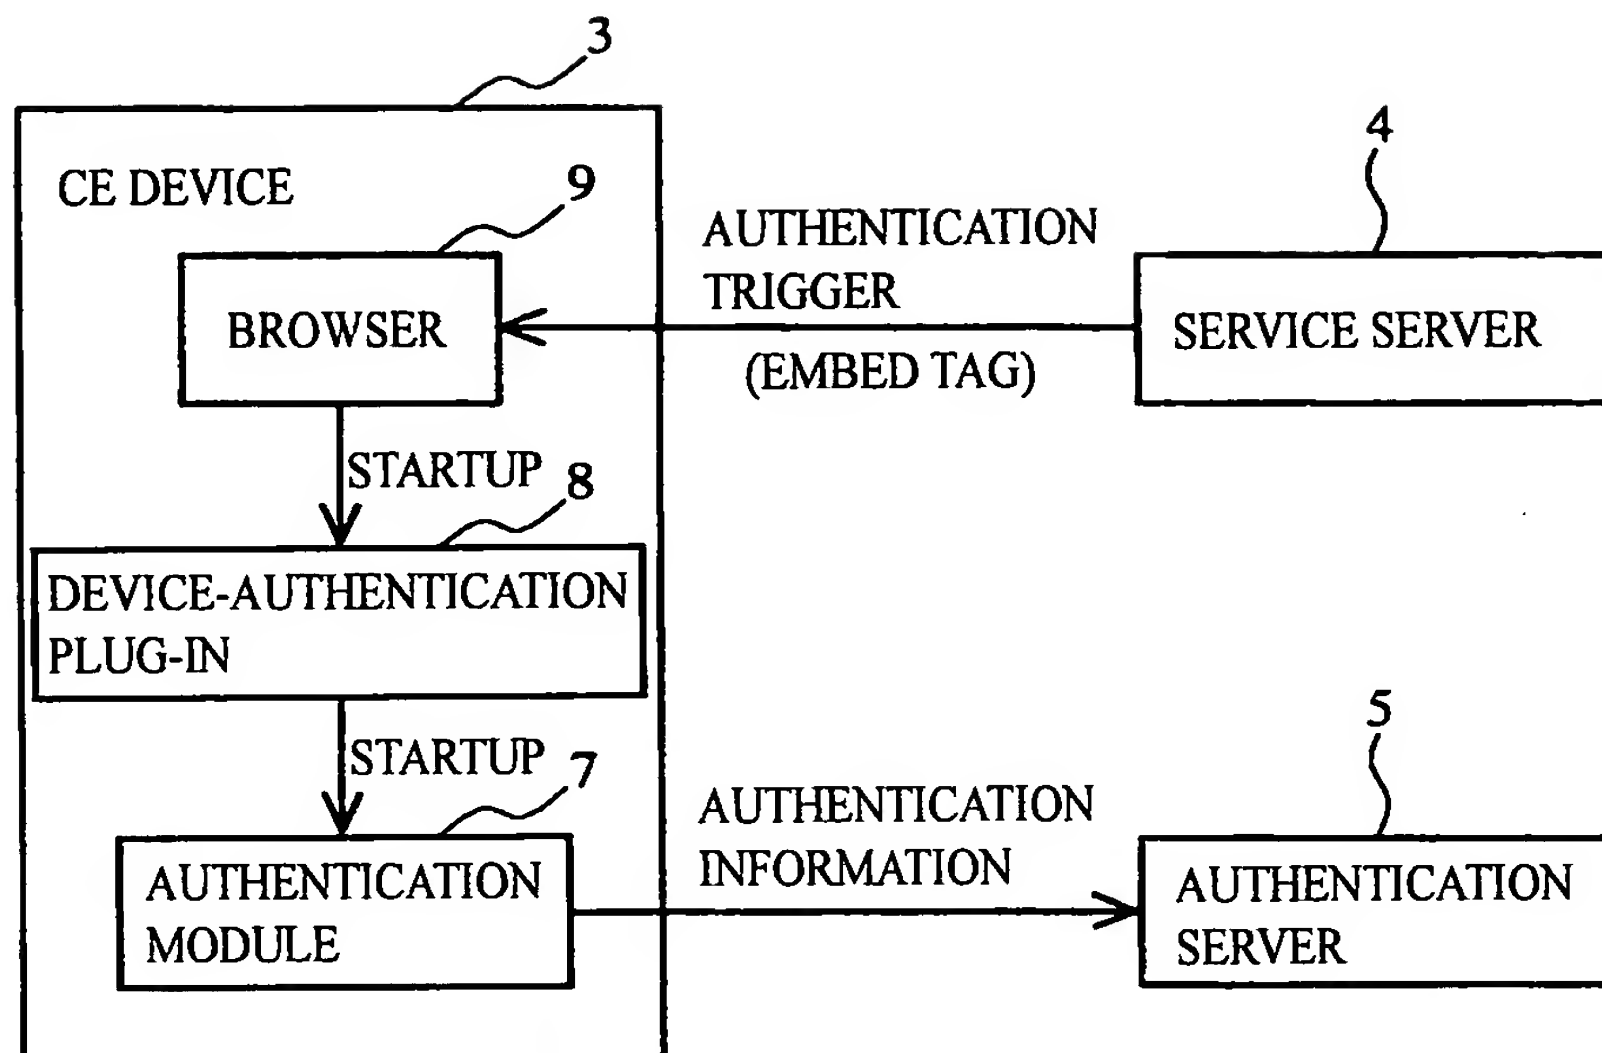 3
4
CE DEVICE
9
AUTHENTICATION
TRIGGER
BROWSER
SERVICE SERVER
(EMBED TAG)
STARTUP
8
DEVICE-AUTHENTICATION
PLUG-IN
5
STARTUP
7
AUTHENTICATION
INFORMATION
AUTHENTICATION
MODULE
AUTHENTICATION
SERVER